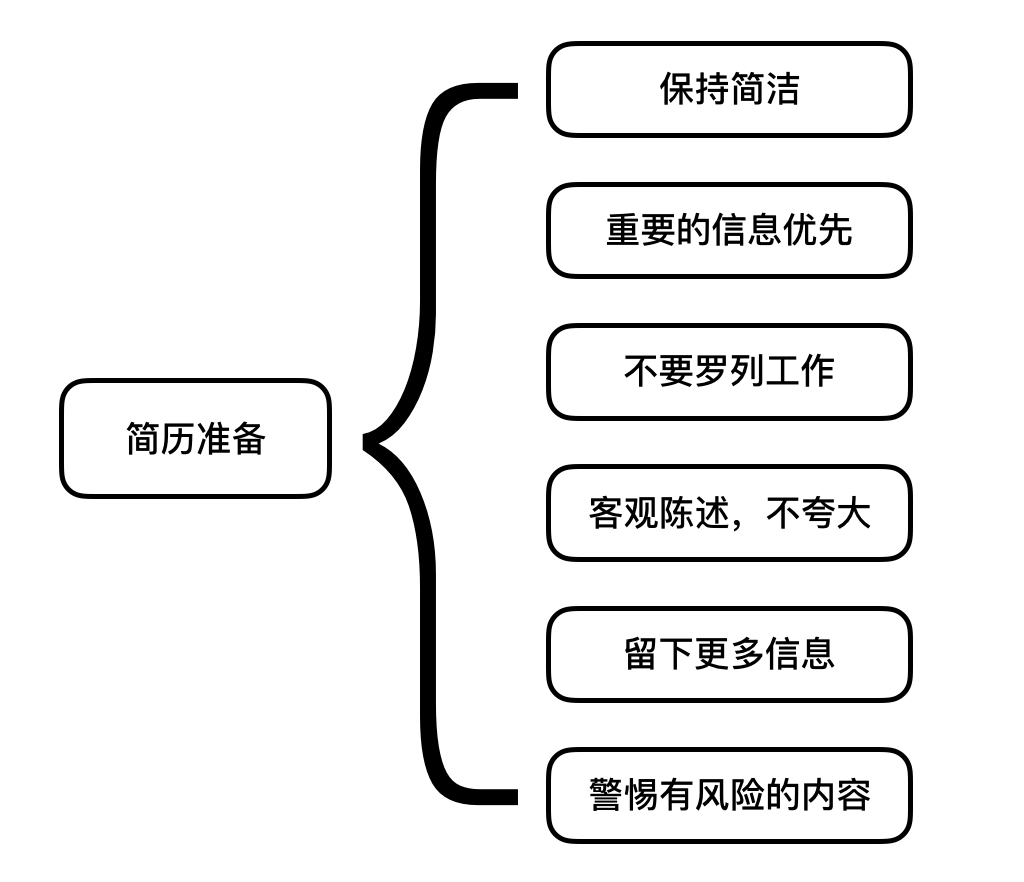 简历准备
保持简洁
重要的信息优先
不要罗列工作
客观陈述，不夸大
留下更多信息
警惕有风险的内容